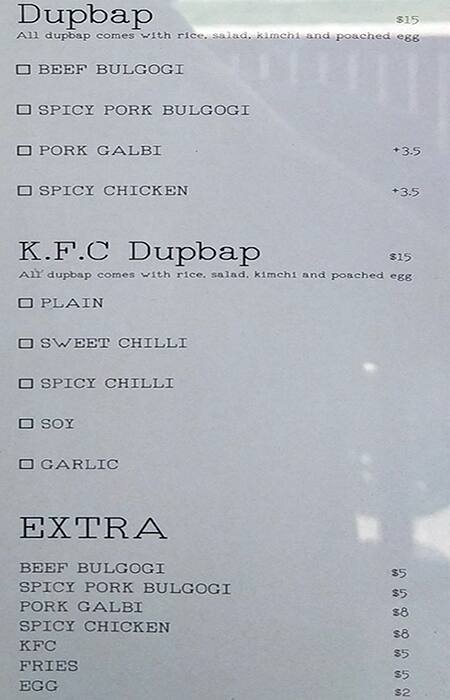 Dupbap $15
All dupbap comes with rice, salad, kimchi and poached egg
BEEF BULGOGI
SPICY PORK BULGOGI
PORK GALBI +3.5
SPICY CHICKEN +3.5
K.F.C Dupbap $15
All dupbap comes with rice, salad, kimchi and poached egg
PLAIN
SWEET CHILLI
SPICY CHILLI
SOY
GARLIC
EXTRA
BEEF BULGOGI $5
SPICY PORK BULGOGI $5
PORK GALBI $8
SPICY CHICKEN $8
KFC $5
FRIES $5
EGG $2